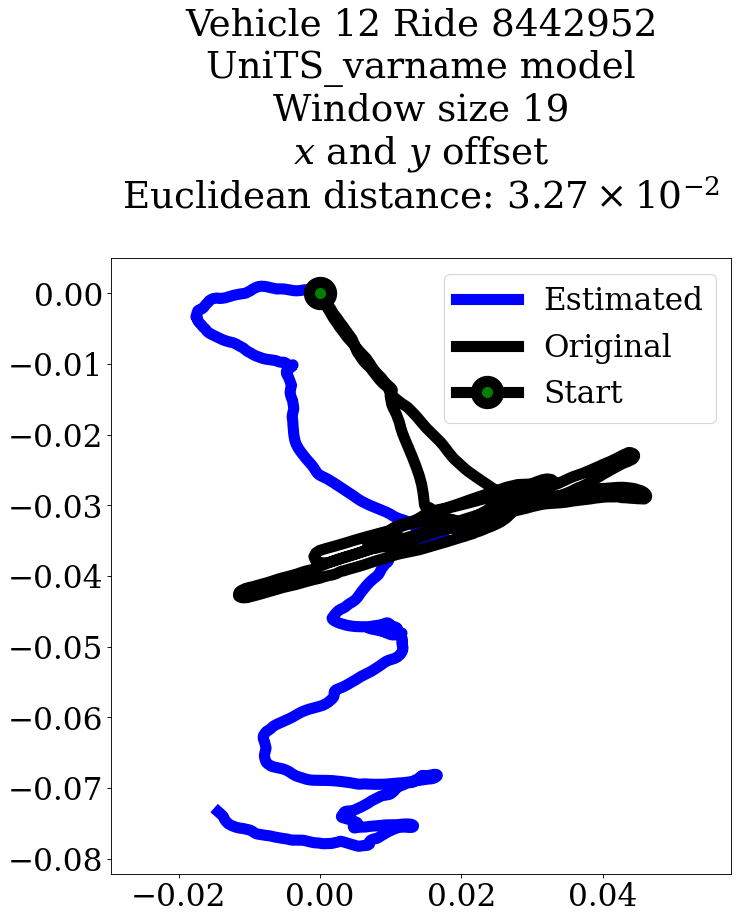 Vehicle 12 Ride 8442952
UniTS_varname model
Window size 19
x and y offset
Euclidean distance: 3.27 × 10⁻²
Estimated
Original
Start
0.00
−0.01
−0.02
−0.03
−0.04
−0.05
−0.06
−0.07
−0.08
−0.02 0.00 0.02 0.04